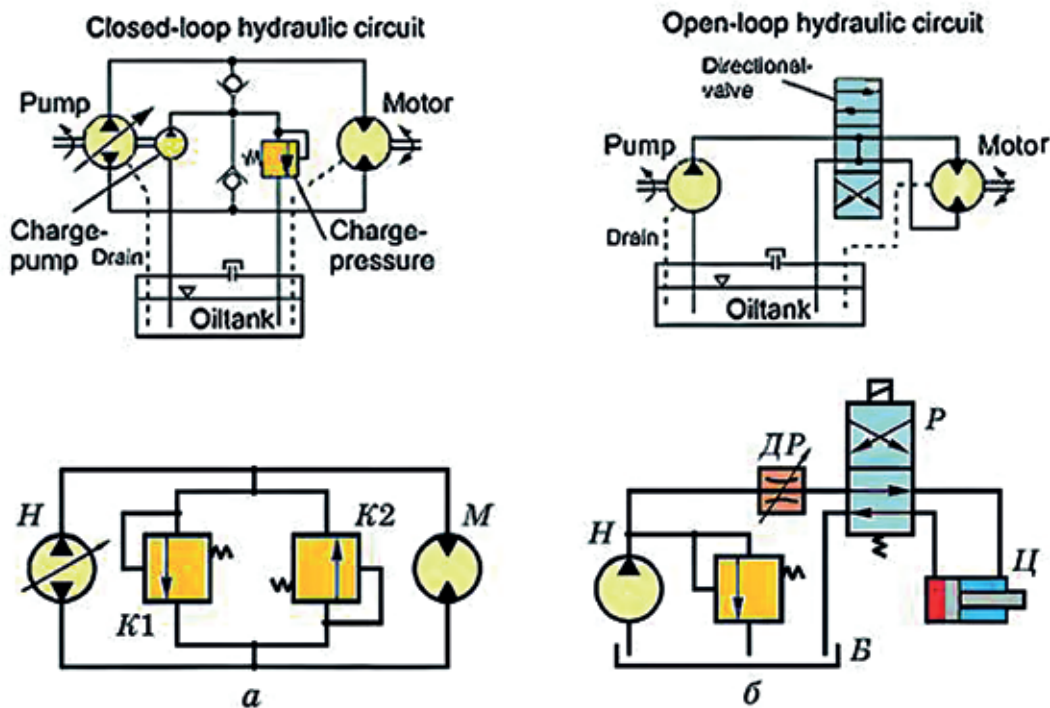 Closed-loop hydraulic circuit
Pump
Motor
Charge-
pump
Drain
Charge-
pressure
Oiltank
Open-loop hydraulic circuit
Directional-
valve
Pump
Motor
Drain
Oiltank
Н
К1
К2
М
а
ДР
Р
Н
Ц
Б
б